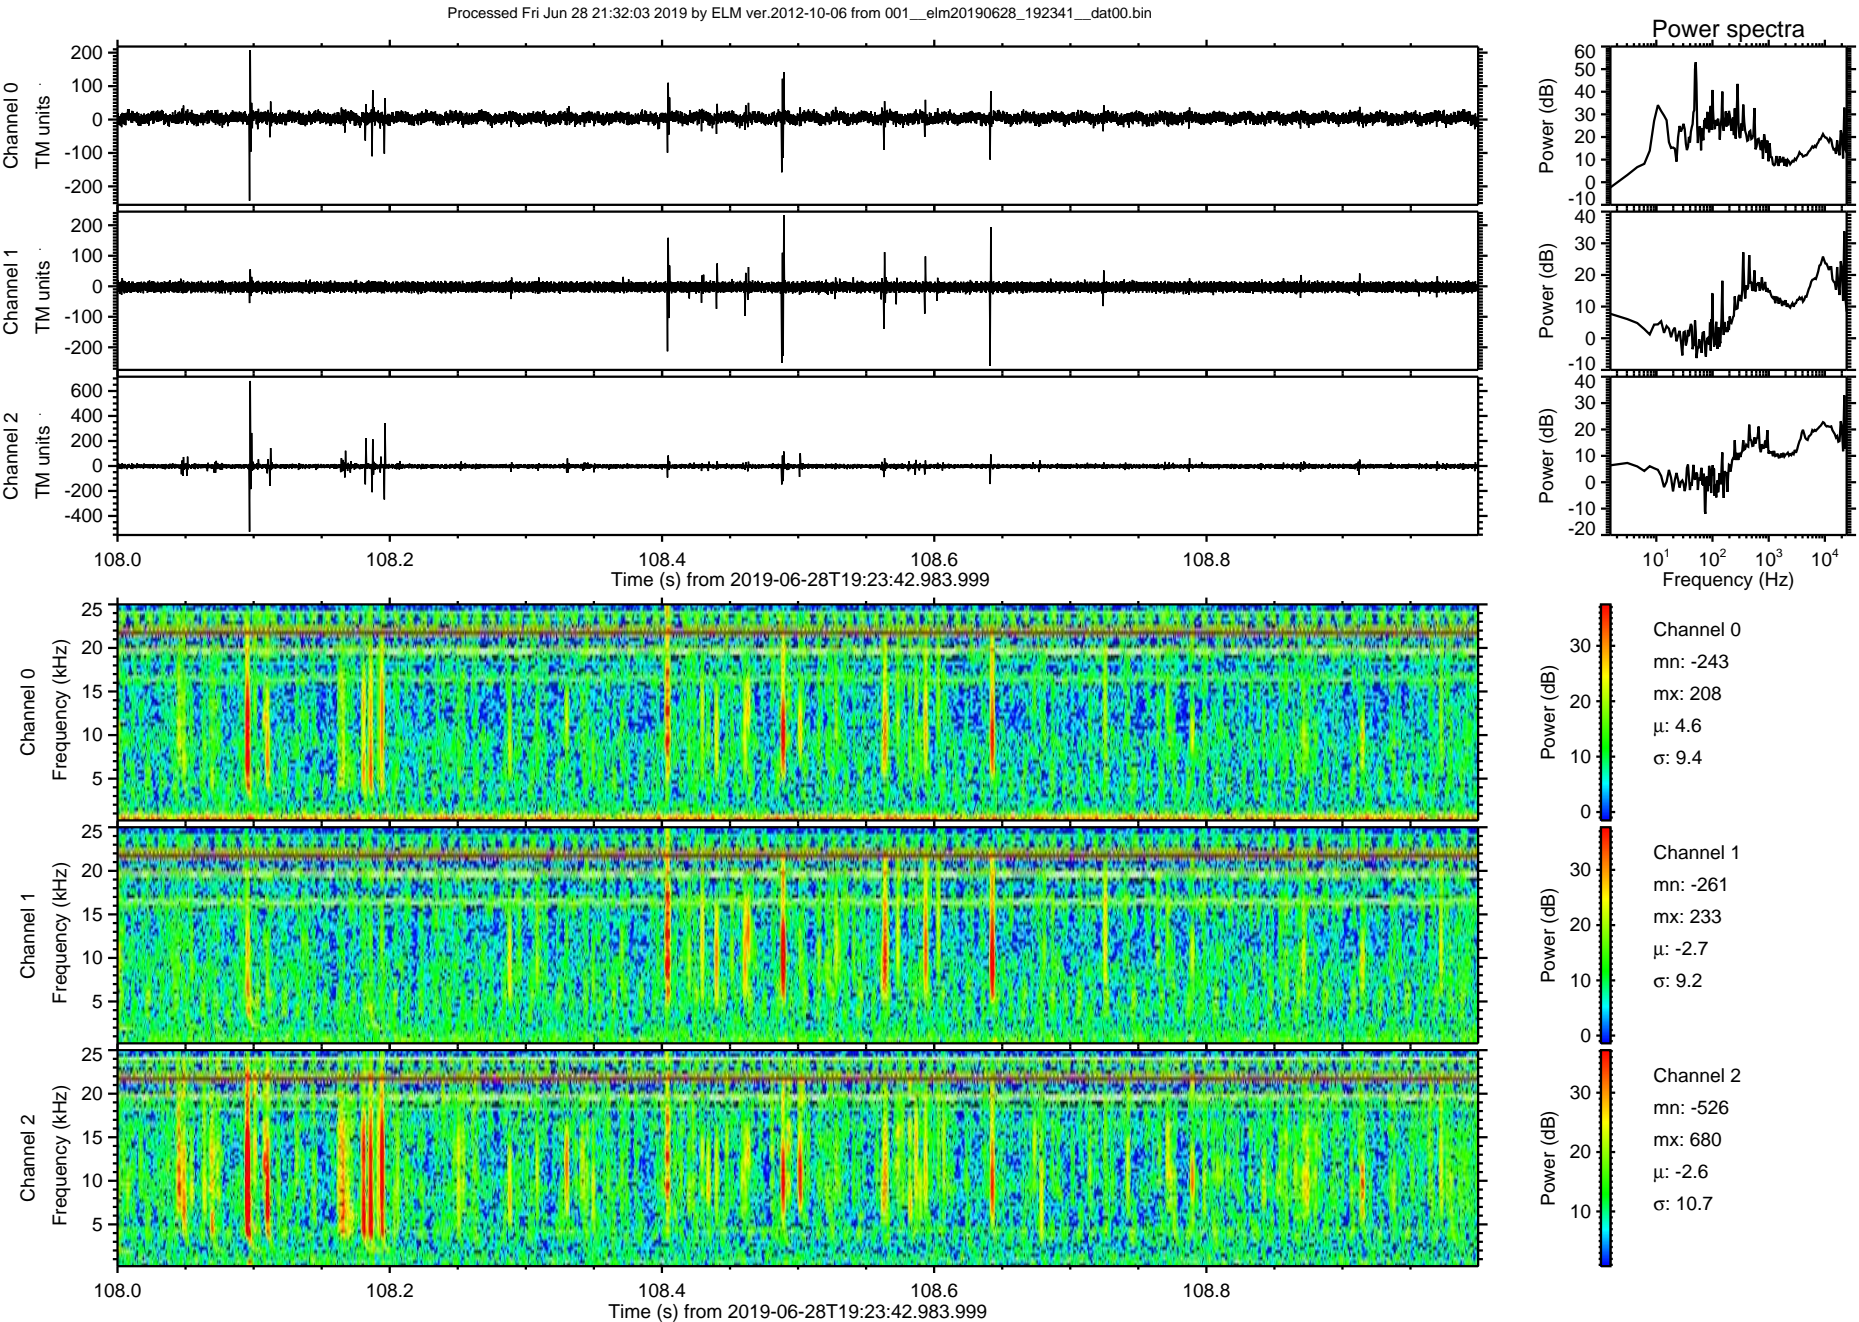 Processed Fri Jun 28 21:32:03 2019 by ELM ver.2012-10-06 from 001__elm20190628_192341__dat00.bin
Power spectra
Channel 0
TM units
200
100
0
-100
-200
Power (dB)
60
50
40
30
20
10
0
-10
Channel 1
TM units
200
100
0
-100
-200
Power (dB)
40
30
20
10
0
-10
Channel 2
TM units
600
400
200
0
-200
-400
Power (dB)
40
30
20
10
0
-10
-20
108.0 108.2 108.4 108.6 108.8
Time (s) from 2019-06-28T19:23:42.983.999
10¹ 10² 10³ 10⁴
Frequency (Hz)
Channel 0
Frequency (kHz)
25
20
15
10
5
Power (dB)
30
20
10
0
Channel 0
mn: -243
mx: 208
μ: 4.6
σ: 9.4
Channel 1
Frequency (kHz)
25
20
15
10
5
Power (dB)
30
20
10
0
Channel 1
mn: -261
mx: 233
μ: -2.7
σ: 9.2
Channel 2
Frequency (kHz)
25
20
15
10
5
Power (dB)
30
20
10
Channel 2
mn: -526
mx: 680
μ: -2.6
σ: 10.7
108.0 108.2 108.4 108.6 108.8
Time (s) from 2019-06-28T19:23:42.983.999